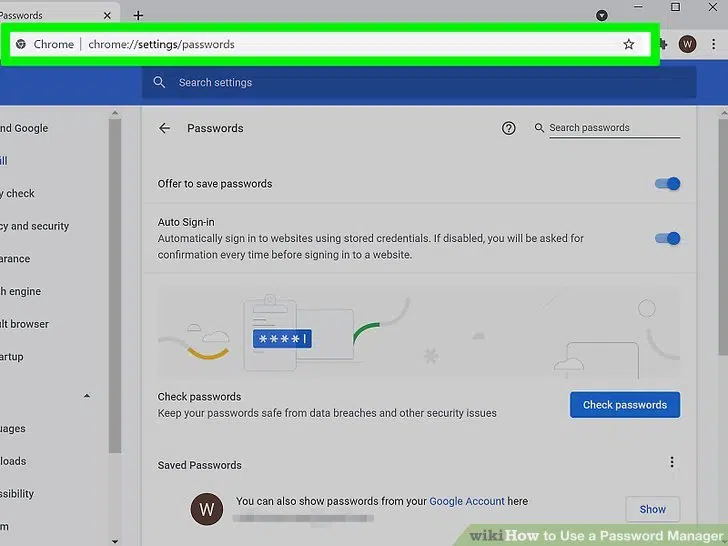 Passwords
Chrome chrome://settings/passwords
W
Search settings
nd Google
Passwords
Search passwords
ill
Offer to save passwords
y check
Auto Sign-in
cy and security
Automatically sign in to websites using stored credentials. If disabled, you will be asked for
confirmation every time before signing in to a website.
arance
h engine
ult browser
****|
artup
Check passwords
Keep your passwords safe from data breaches and other security issues
Check passwords
uages
loads
Saved Passwords
ssibility
W
You can also show passwords from your Google Account here
Show
m
wikiHow to Use a Password Manager